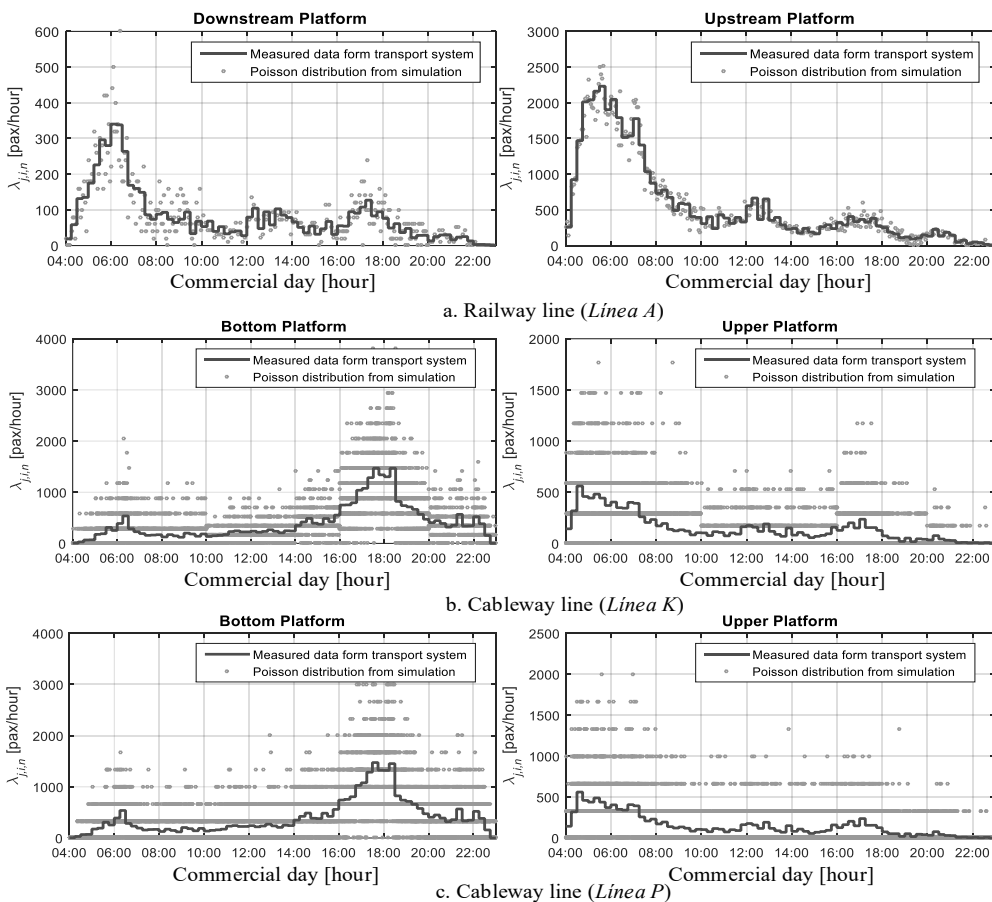 Downstream Platform
600
500
400
300
200
100
0
λj,i,n [pax/hour]
Measured data form transport system
Poisson distribution from simulation
04:00 06:00 08:00 10:00 12:00 14:00 16:00 18:00 20:00 22:00
Commercial day [hour]
Upstream Platform
3000
2500
2000
1500
1000
500
0
λj,i,n [pax/hour]
Measured data form transport system
Poisson distribution from simulation
04:00 06:00 08:00 10:00 12:00 14:00 16:00 18:00 20:00 22:00
Commercial day [hour]
a. Railway line (Línea A)
Bottom Platform
4000
3000
2000
1000
0
λj,i,n [pax/hour]
Measured data form transport system
Poisson distribution from simulation
04:00 06:00 08:00 10:00 12:00 14:00 16:00 18:00 20:00 22:00
Commercial day [hour]
Upper Platform
2000
1500
1000
500
0
λj,i,n [pax/hour]
Measured data form transport system
Poisson distribution from simulation
04:00 06:00 08:00 10:00 12:00 14:00 16:00 18:00 20:00 22:00
Commercial day [hour]
b. Cableway line (Línea K)
Bottom Platform
4000
3000
2000
1000
0
λj,i,n [pax/hour]
Measured data form transport system
Poisson distribution from simulation
04:00 06:00 08:00 10:00 12:00 14:00 16:00 18:00 20:00 22:00
Commercial day [hour]
Upper Platform
2500
2000
1500
1000
500
0
λj,i,n [pax/hour]
Measured data form transport system
Poisson distribution from simulation
04:00 06:00 08:00 10:00 12:00 14:00 16:00 18:00 20:00 22:00
Commercial day [hour]
c. Cableway line (Línea P)